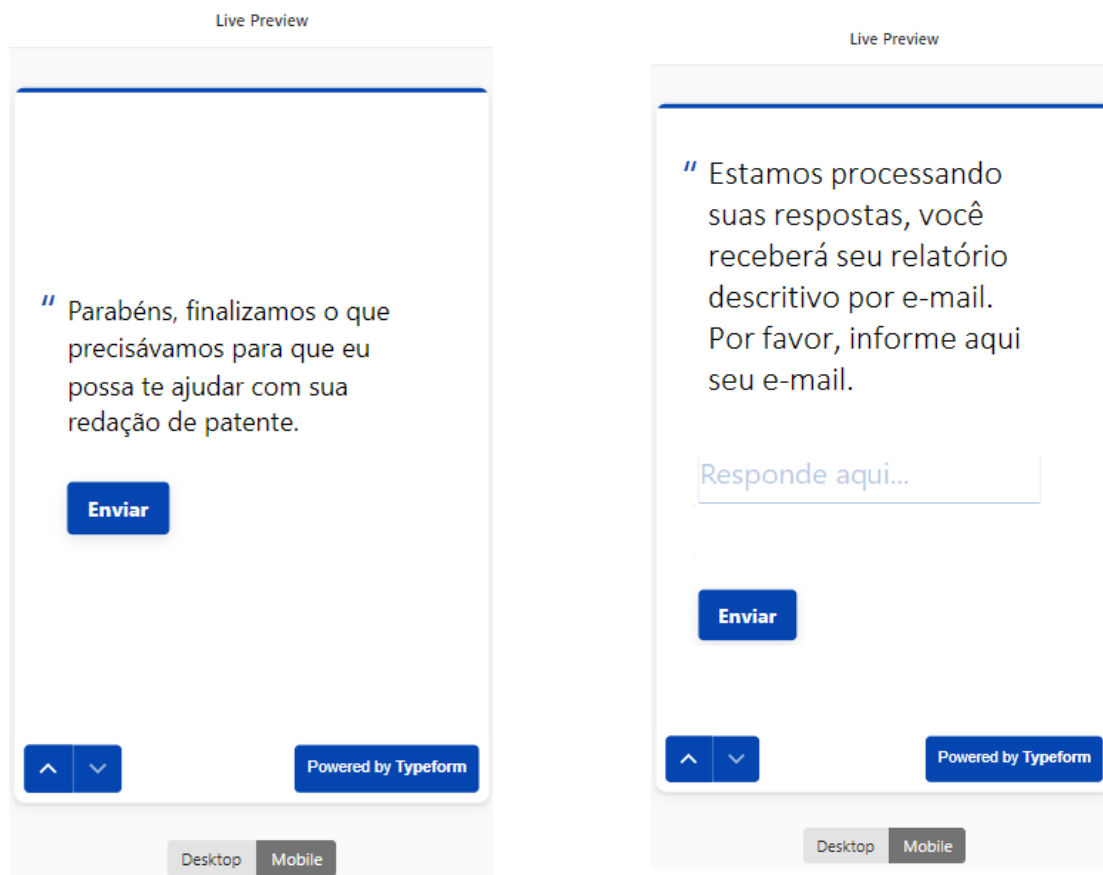 Live Preview
“ Parabéns, finalizamos o que
precisávamos para que eu
possa te ajudar com sua
redação de patente.
Enviar
Powered by Typeform
Desktop Mobile
Live Preview
“ Estamos processando
suas respostas, você
receberá seu relatório
descritivo por e-mail.
Por favor, informe aqui
seu e-mail.
Responde aqui...
Enviar
Powered by Typeform
Desktop Mobile